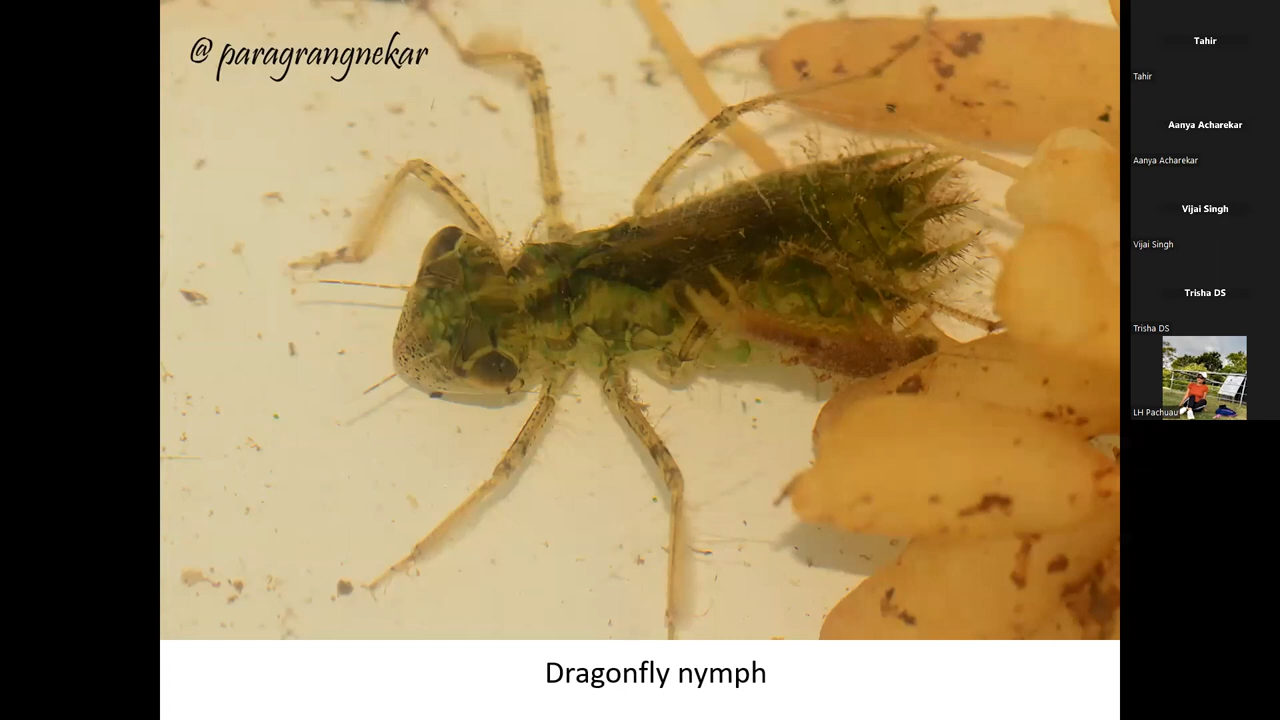 @ paragrangnekar
Dragonfly nymph
Tahir
Tahir
Aanya Acharekar
Aanya Acharekar
Vijai Singh
Vijai Singh
Trisha DS
Trisha DS
LH Pachuau